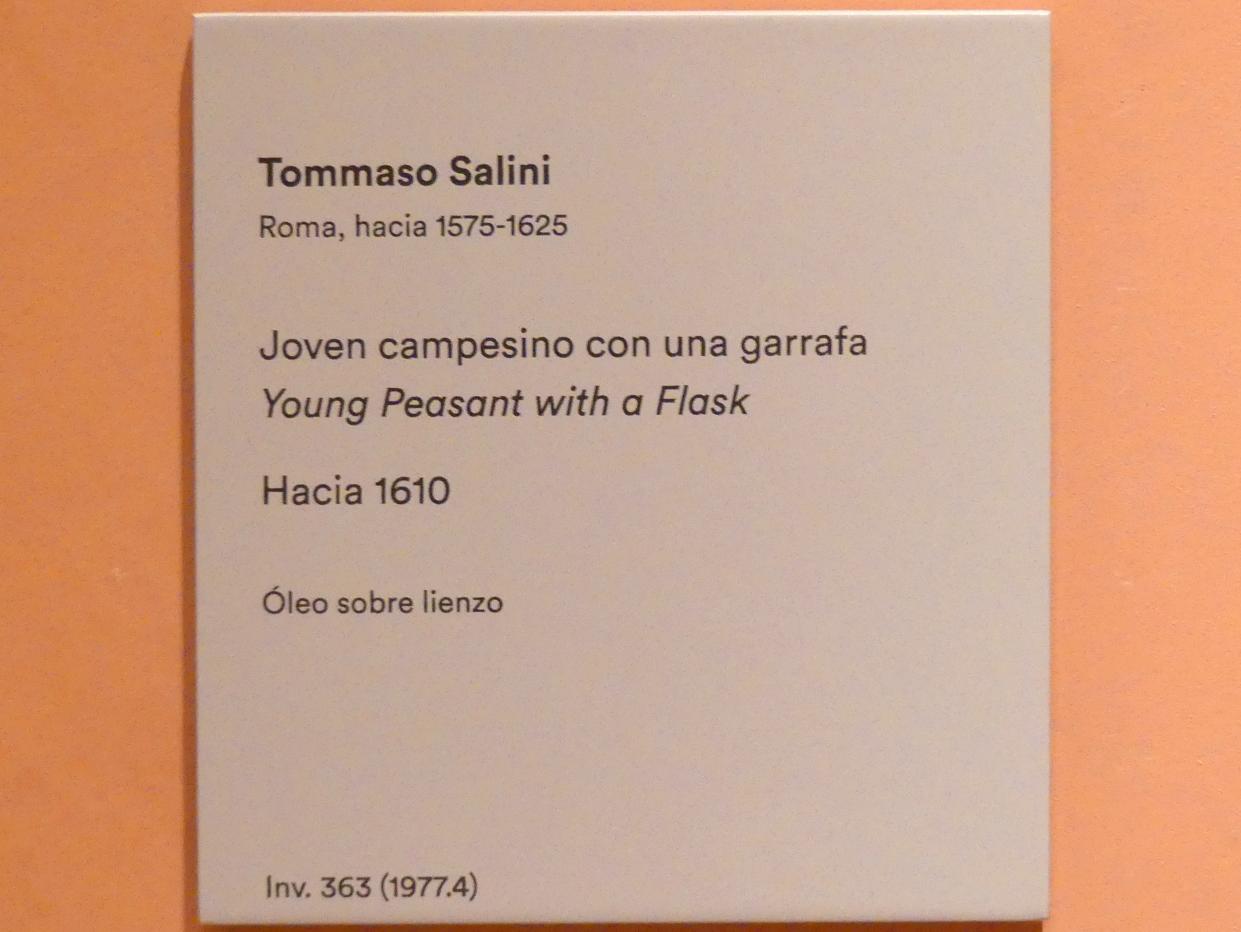 Tommaso Salini
Roma, hacia 1575-1625
Joven campesino con una garrafa
Young Peasant with a Flask
Hacia 1610
Óleo sobre lienzo
Inv. 363 (1977.4)